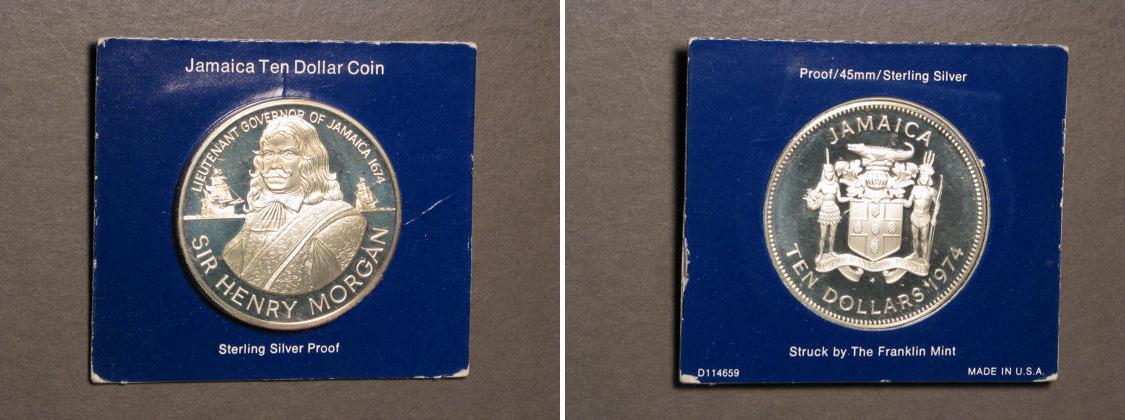 Jamaica Ten Dollar Coin
LIEUTENANT GOVERNOR OF JAMAICA 1674
SIR HENRY MORGAN
Sterling Silver Proof
Proof/45mm/Sterling Silver
JAMAICA
TEN DOLLARS 1974
Struck by The Franklin Mint
D114659
MADE IN U.S.A.